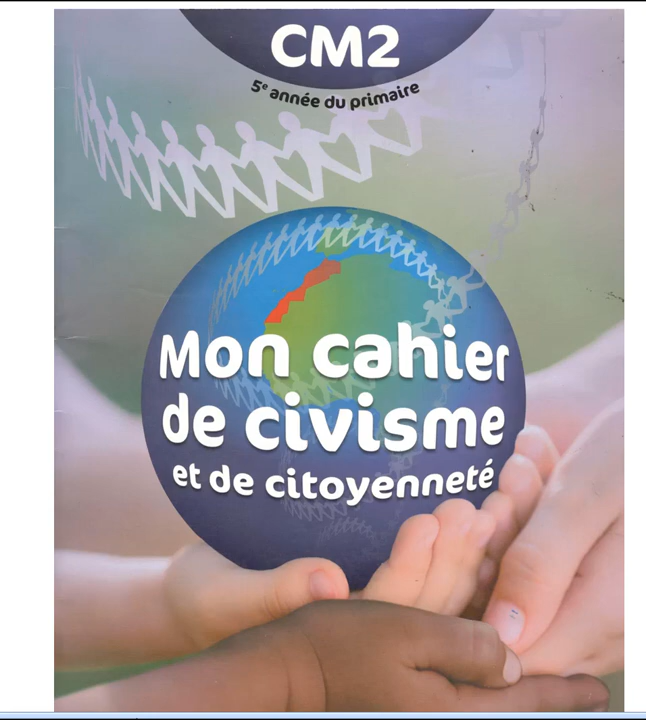 CM2
5e année du primaire
Mon cahier
de civisme
et de citoyenneté